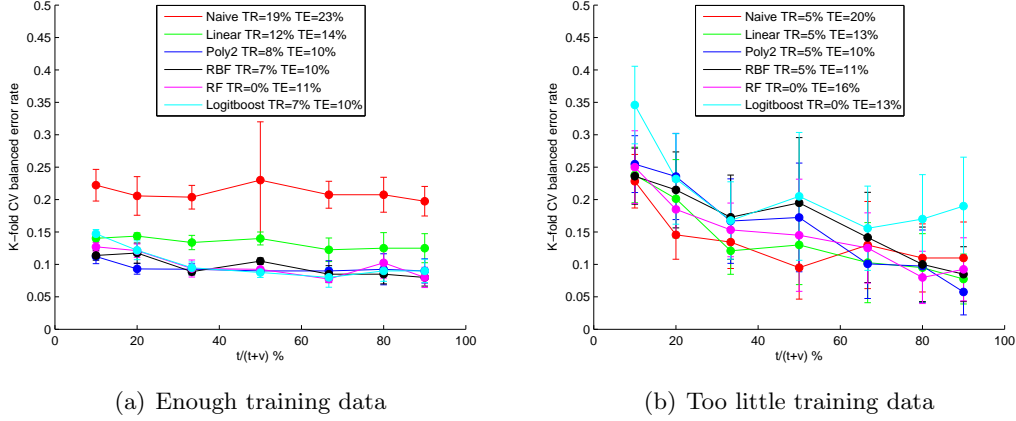 K−fold CV balanced error rate
0.5
0.45
0.4
0.35
0.3
0.25
0.2
0.15
0.1
0.05
0
Naive TR=19% TE=23%
Linear TR=12% TE=14%
Poly2 TR=8% TE=10%
RBF TR=7% TE=10%
RF TR=0% TE=11%
Logitboost TR=7% TE=10%
0 20 40 60 80 100
t/(t+v) %
(a) Enough training data
K−fold CV balanced error rate
0.5
0.45
0.4
0.35
0.3
0.25
0.2
0.15
0.1
0.05
0
Naive TR=5% TE=20%
Linear TR=5% TE=13%
Poly2 TR=5% TE=10%
RBF TR=5% TE=11%
RF TR=0% TE=16%
Logitboost TR=0% TE=13%
0 20 40 60 80 100
t/(t+v) %
(b) Too little training data